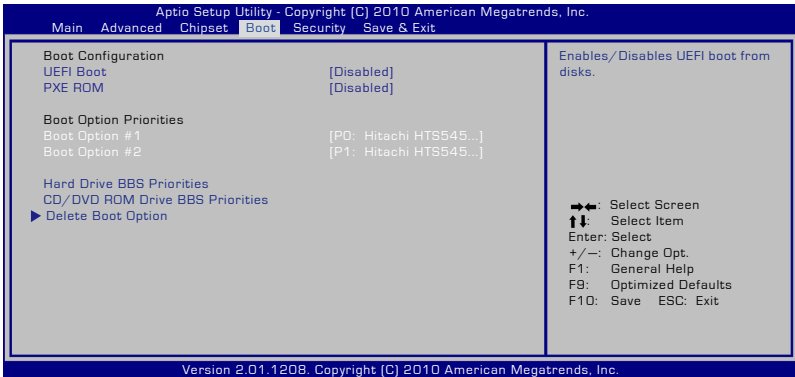 Aptio Setup Utility - Copyright (C) 2010 American Megatrends, Inc.
Main Advanced Chipset Boot Security Save & Exit
Boot Configuration
UEFI Boot [Disabled]
PXE ROM [Disabled]
Boot Option Priorities
Boot Option #1 [P0: Hitachi HTS545...]
Boot Option #2 [P1: Hitachi HTS545...]
Hard Drive BBS Priorities
CD/DVD ROM Drive BBS Priorities
Delete Boot Option
Enables/Disables UEFI boot from
disks.
→←: Select Screen
↑↓: Select Item
Enter: Select
+/—: Change Opt.
F1: General Help
F9: Optimized Defaults
F10: Save ESC: Exit
Version 2.01.1208. Copyright (C) 2010 American Megatrends, Inc.